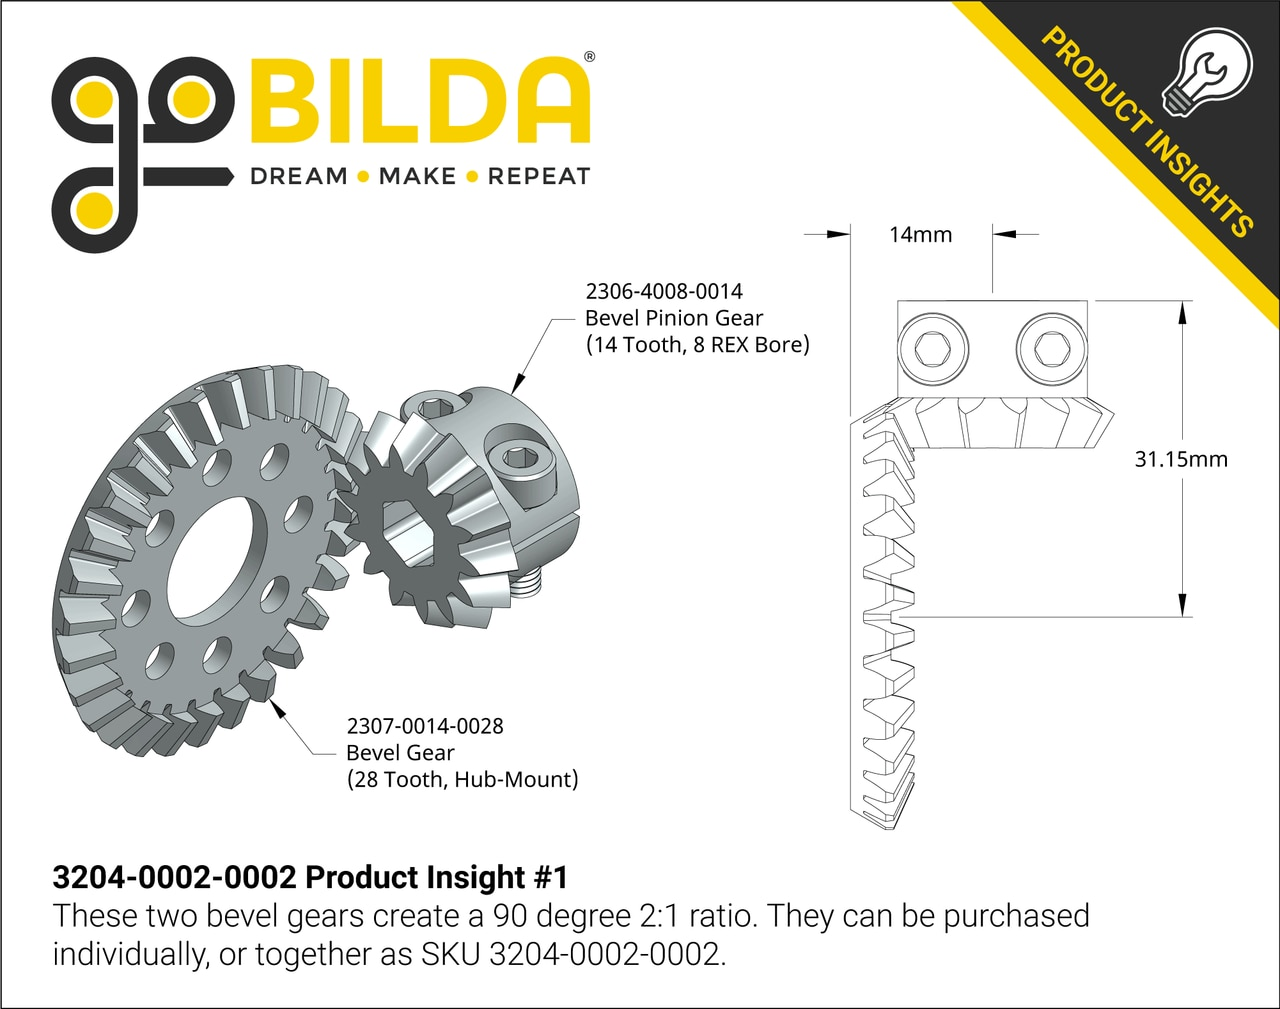 goBILDA®
DREAM • MAKE • REPEAT
PRODUCT INSIGHTS
14mm
2306-4008-0014
Bevel Pinion Gear
(14 Tooth, 8 REX Bore)
31.15mm
2307-0014-0028
Bevel Gear
(28 Tooth, Hub-Mount)
3204-0002-0002 Product Insight #1
These two bevel gears create a 90 degree 2:1 ratio. They can be purchased
individually, or together as SKU 3204-0002-0002.